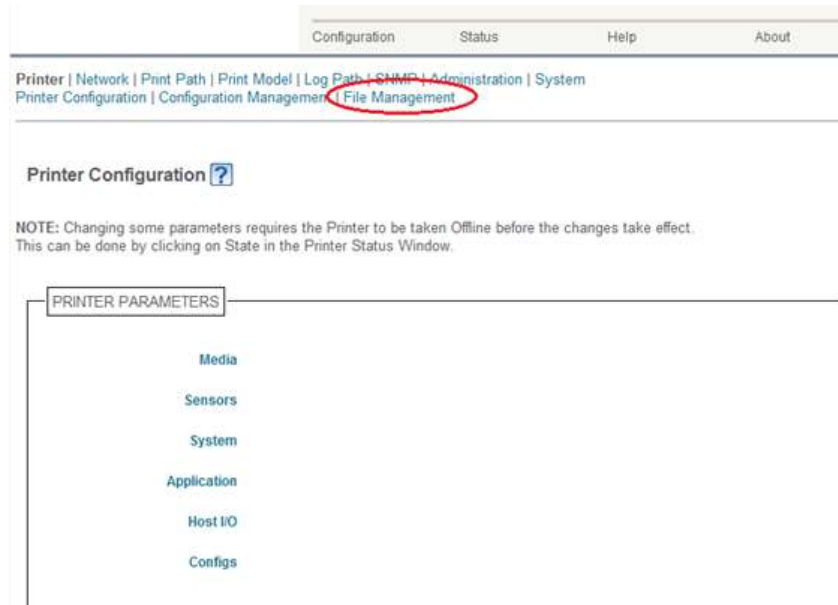 Configuration Status Help About
Printer | Network | Print Path | Print Model | Log Path | SNMP | Administration | System
Printer Configuration | Configuration Management | File Management
Printer Configuration ?
NOTE: Changing some parameters requires the Printer to be taken Offline before the changes take effect.
This can be done by clicking on State in the Printer Status Window.
PRINTER PARAMETERS
Media
Sensors
System
Application
Host I/O
Configs